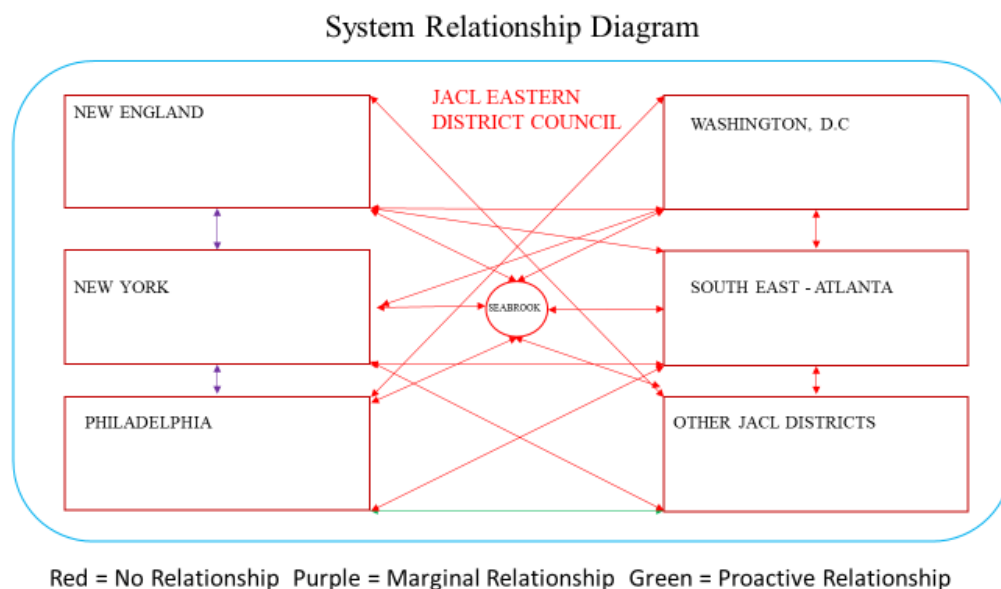 System Relationship Diagram
NEW ENGLAND
JACL EASTERN
DISTRICT COUNCIL
WASHINGTON, D.C
NEW YORK
SEABROOK
SOUTH EAST - ATLANTA
PHILADELPHIA
OTHER JACL DISTRICTS
Red = No Relationship Purple = Marginal Relationship Green = Proactive Relationship